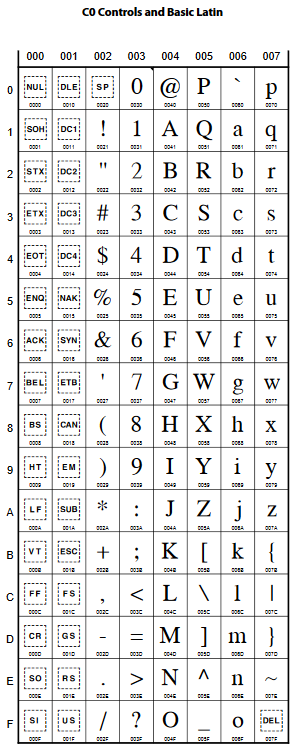 C0 Controls and Basic Latin
000 001 002 003 004 005 006 007
0 NUL DLE SP 0 @ P ` p
0000 0010 0020 0030 0040 0050 0060 0070
1 SOH DC1 ! 1 A Q a q
0001 0011 0021 0031 0041 0051 0061 0071
2 STX DC2 " 2 B R b r
0002 0012 0022 0032 0042 0052 0062 0072
3 ETX DC3 # 3 C S c s
0003 0013 0023 0033 0043 0053 0063 0073
4 EOT DC4 $ 4 D T d t
0004 0014 0024 0034 0044 0054 0064 0074
5 ENQ NAK % 5 E U e u
0005 0015 0025 0035 0045 0055 0065 0075
6 ACK SYN & 6 F V f v
0006 0016 0026 0036 0046 0056 0066 0076
7 BEL ETB ' 7 G W g w
0007 0017 0027 0037 0047 0057 0067 0077
8 BS CAN ( 8 H X h x
0008 0018 0028 0038 0048 0058 0068 0078
9 HT EM ) 9 I Y i y
0009 0019 0029 0039 0049 0059 0069 0079
A LF SUB * : J Z j z
000A 001A 002A 003A 004A 005A 006A 007A
B VT ESC + ; K [ k {
000B 001B 002B 003B 004B 005B 006B 007B
C FF FS , < L \ l |
000C 001C 002C 003C 004C 005C 006C 007C
D CR GS - = M ] m }
000D 001D 002D 003D 004D 005D 006D 007D
E SO RS . > N ^ n ~
000E 001E 002E 003E 004E 005E 006E 007E
F SI US / ? O _ o DEL
000F 001F 002F 003F 004F 005F 006F 007F